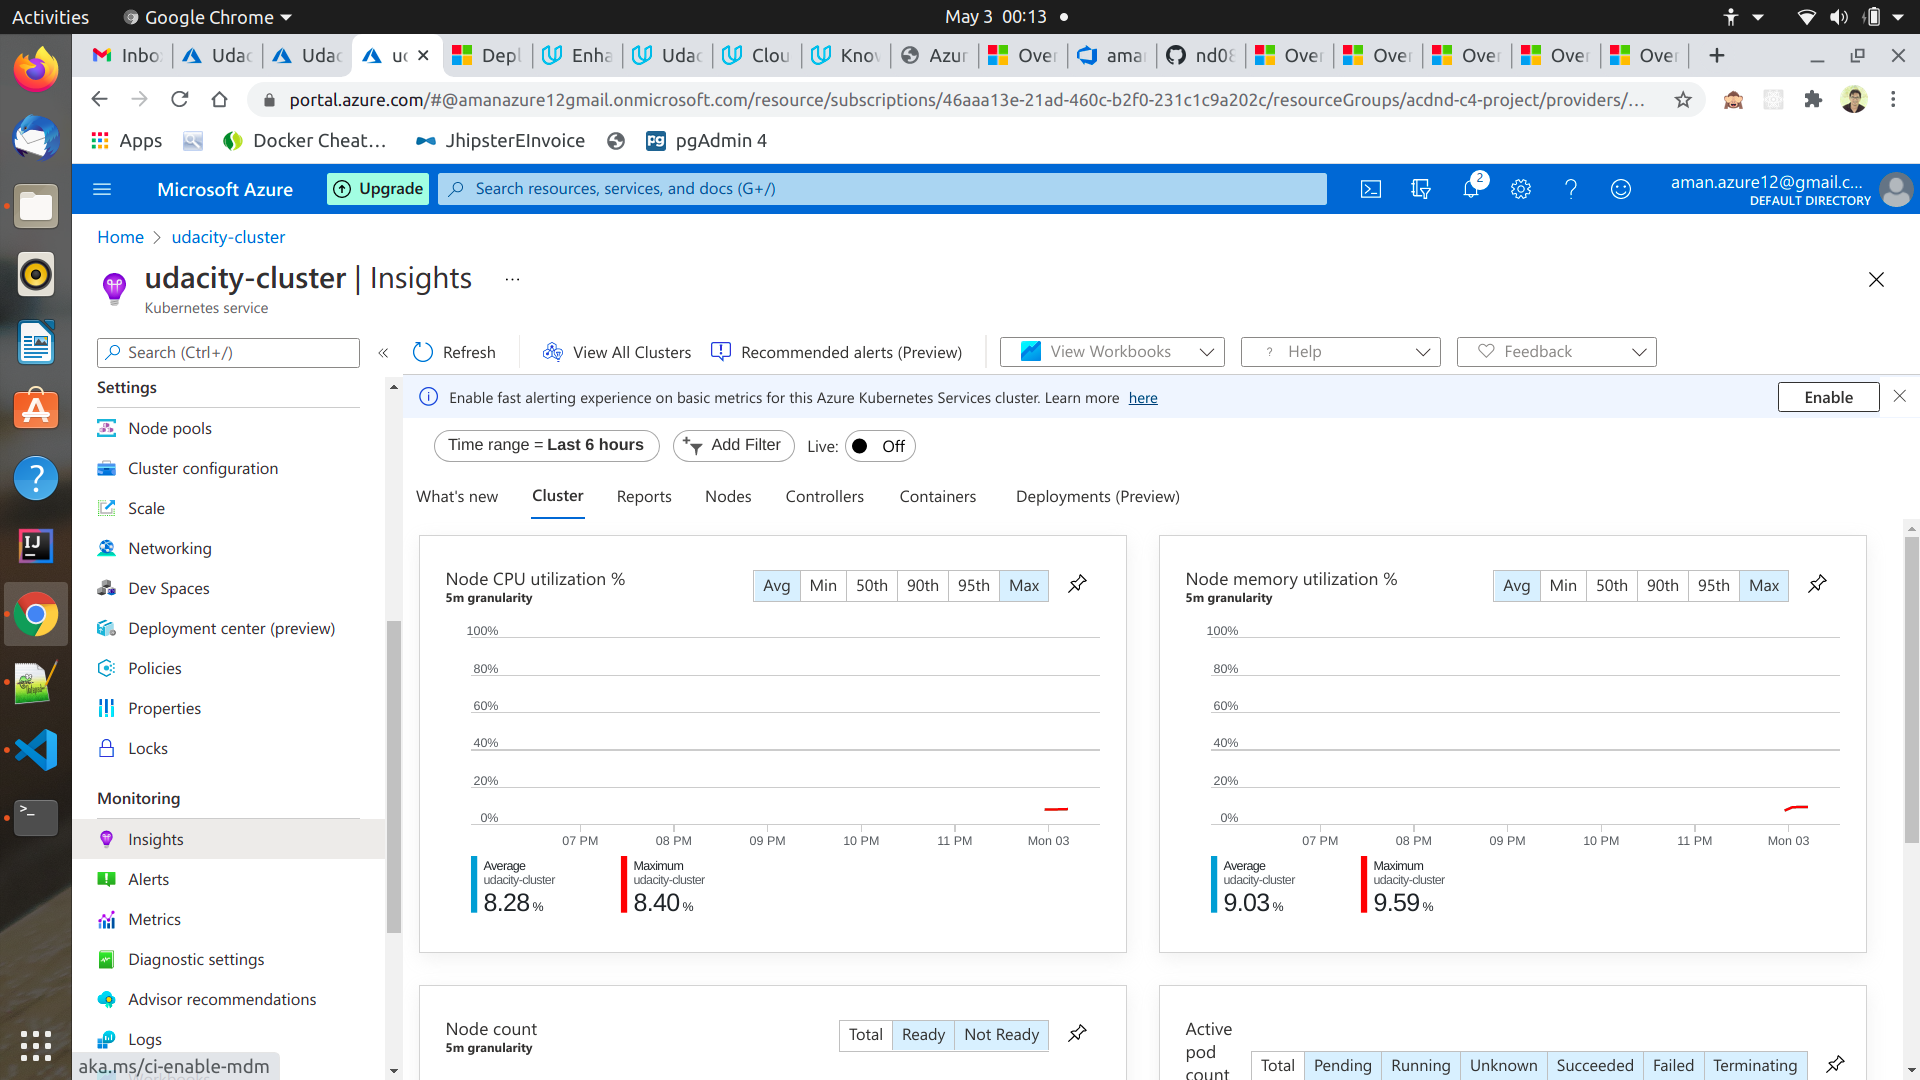 Activities
Google Chrome
May 3 00:13
Inbo
Udac
Udac
uc
Depl
Enha
Udac
Clou
Knov
Azur
Over
amar
nd08
Over
Over
Over
Over
Over
portal.azure.com/#@amanazure12gmail.onmicrosoft.com/resource/subscriptions/46aaa13e-21ad-460c-b2f0-231c1c9a202c/resourceGroups/acdnd-c4-project/providers/...
Apps
Docker Cheat...
JhipsterEInvoice
pgAdmin 4
Microsoft Azure
Upgrade
Search resources, services, and docs (G+/)
2
aman.azure12@gmail.c...
DEFAULT DIRECTORY
Home > udacity-cluster
udacity-cluster | Insights ...
Kubernetes service
Search (Ctrl+/)
Refresh
View All Clusters
Recommended alerts (Preview)
View Workbooks
? Help
Feedback
Enable fast alerting experience on basic metrics for this Azure Kubernetes Services cluster. Learn more here
Enable
Settings
Node pools
Cluster configuration
Scale
Networking
Dev Spaces
Deployment center (preview)
Policies
Properties
Locks
Monitoring
Insights
Alerts
Metrics
Diagnostic settings
Advisor recommendations
Logs
aka.ms/ci-enable-mdm
Time range = Last 6 hours
Add Filter
Live: Off
What's new
Cluster
Reports
Nodes
Controllers
Containers
Deployments (Preview)
Node CPU utilization %
5m granularity
Avg Min 50th 90th 95th Max
100%
80%
60%
40%
20%
0%
07 PM 08 PM 09 PM 10 PM 11 PM Mon 03
Average
udacity-cluster
8.28 %
Maximum
udacity-cluster
8.40 %
Node memory utilization %
5m granularity
Avg Min 50th 90th 95th Max
100%
80%
60%
40%
20%
0%
07 PM 08 PM 09 PM 10 PM 11 PM Mon 03
Average
udacity-cluster
9.03 %
Maximum
udacity-cluster
9.59 %
Node count
5m granularity
Total Ready Not Ready
Active
pod
count
Total Pending Running Unknown Succeeded Failed Terminating